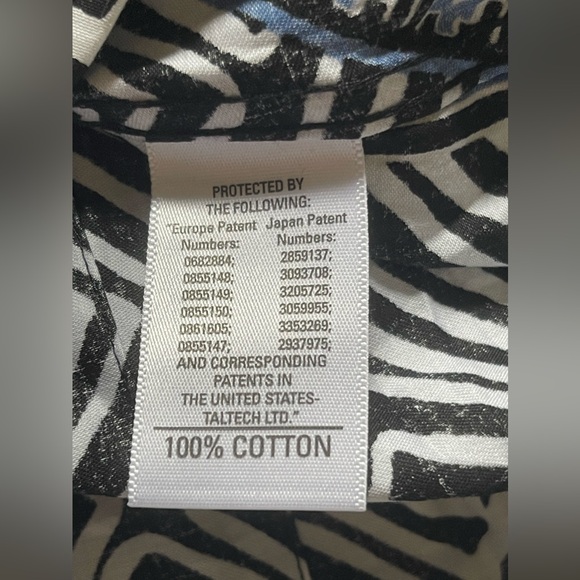 PROTECTED BY
THE FOLLOWING:
"Europe Patent Japan Patent
Numbers: Numbers:
0682884; 2859137;
0855148; 3093708;
0855149; 3205725;
0855150; 3059955;
0861605; 3353269;
0855147; 2937975;
AND CORRESPONDING
PATENTS IN
THE UNITED STATES-
TALTECH LTD."
100% COTTON